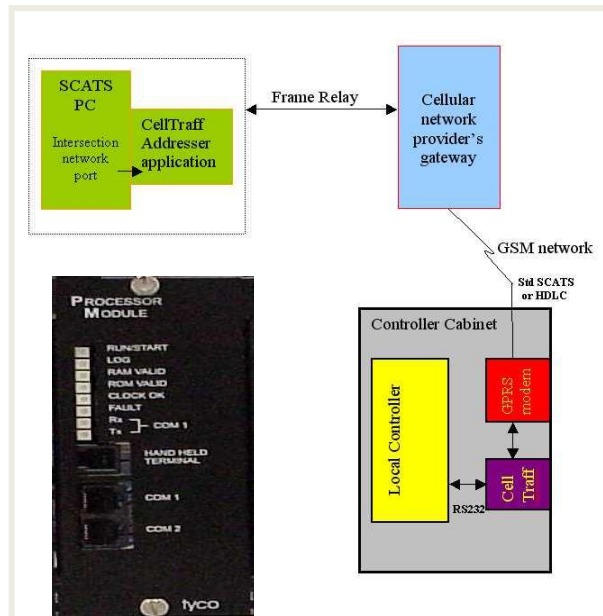 SCATS
PC
Intersection
network
port
CellTraff
Addresser
application
Frame Relay
Cellular
network
provider's
gateway
GSM network
Std SCATS
or HDLC
Controller Cabinet
Local Controller
GPRS
modem
Cell
Traff
RS232
PROCESSOR
MODULE
RUN/START
LOG
RAM VALID
ROM VALID
CLOCK OK
FAULT
Rx
Tx
COM 1
HAND HELD
TERMINAL
COM 1
COM 2
tyco